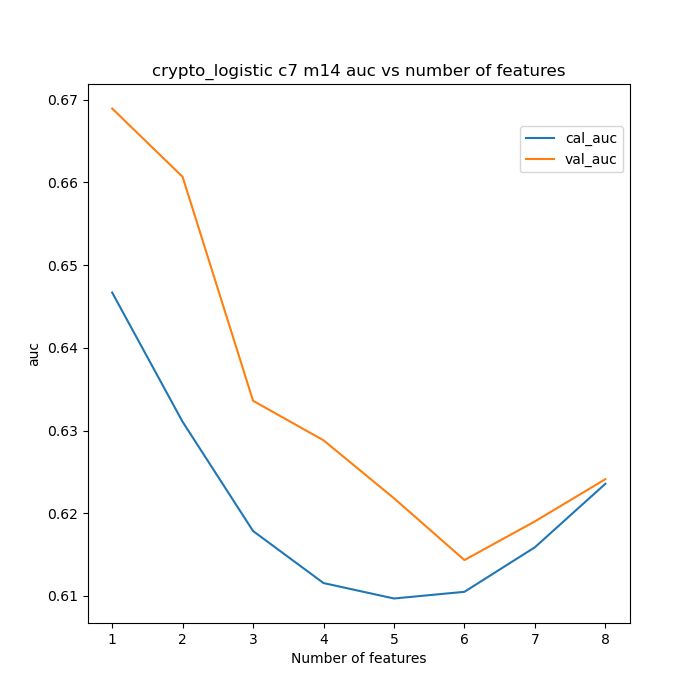 crypto_logistic c7 m14 auc vs number of features
0.67
0.66
0.65
0.64
0.63
0.62
0.61
auc
cal_auc
val_auc
1 2 3 4 5 6 7 8
Number of features